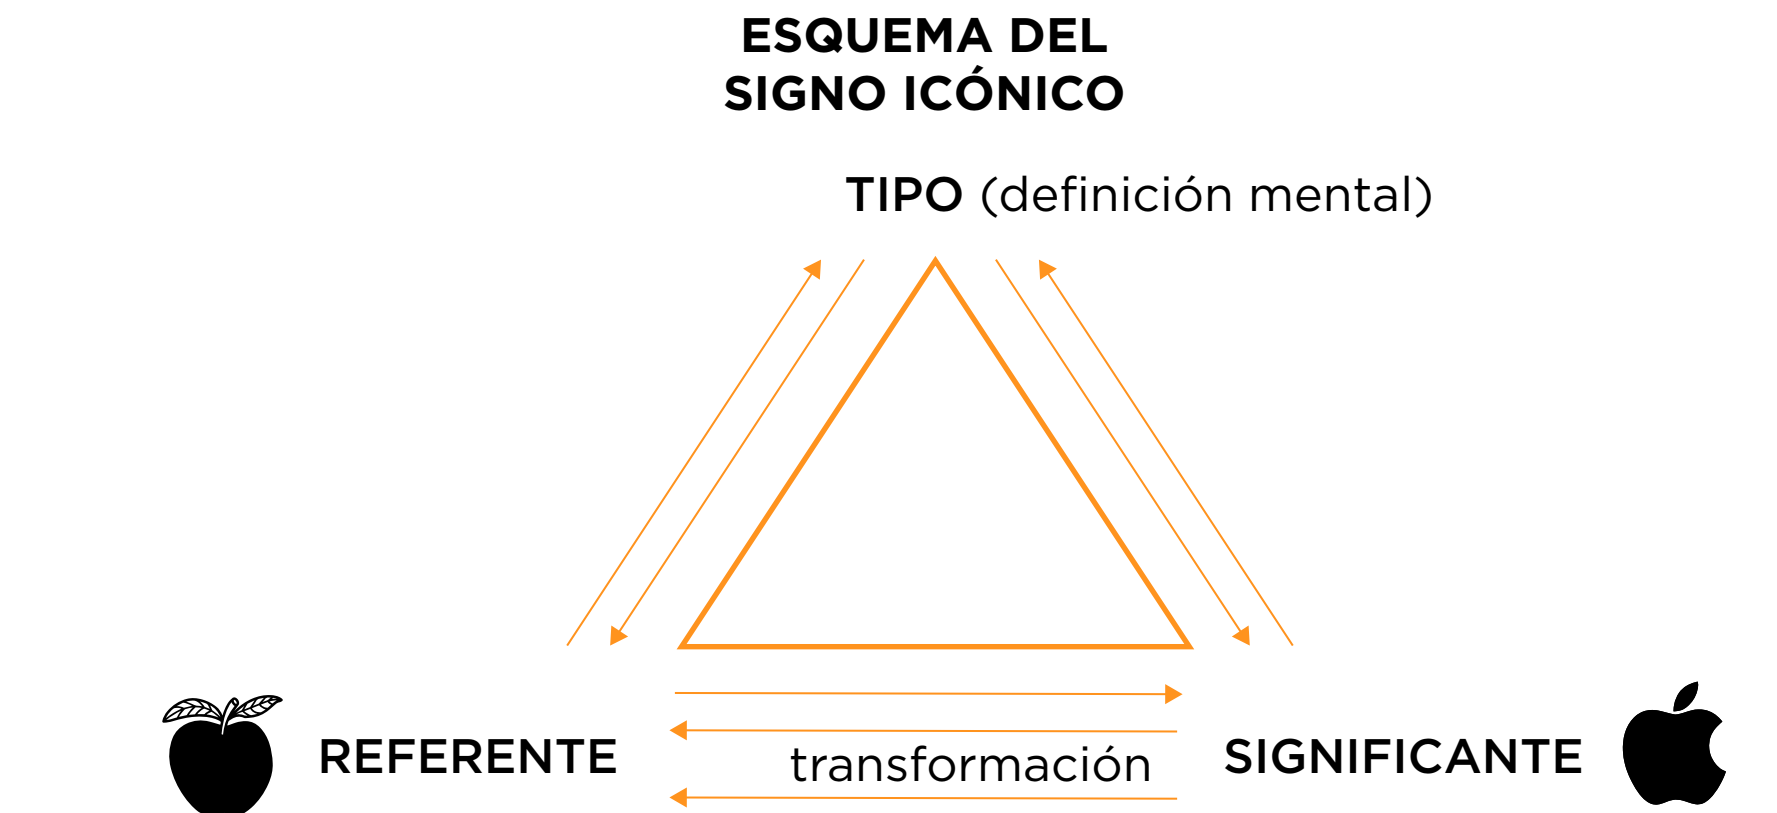 ESQUEMA DEL
SIGNO ICÓNICO
TIPO (definición mental)
REFERENTE
transformación
SIGNIFICANTE